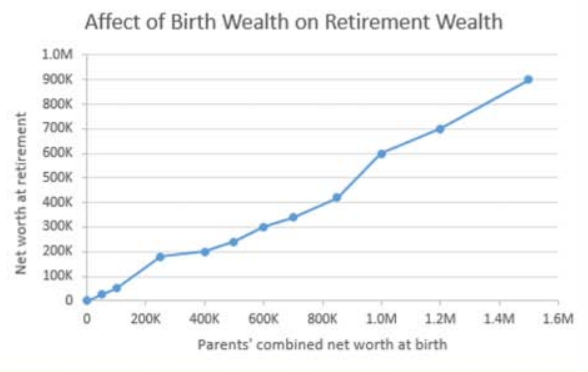 Affect of Birth Wealth on Retirement Wealth
1.0M
900K
800K
700K
600K
500K
400K
300K
200K
100K
0
Net worth at retirement
0 200K 400K 600K 800K 1.0M 1.2M 1.4M 1.6M
Parents' combined net worth at birth